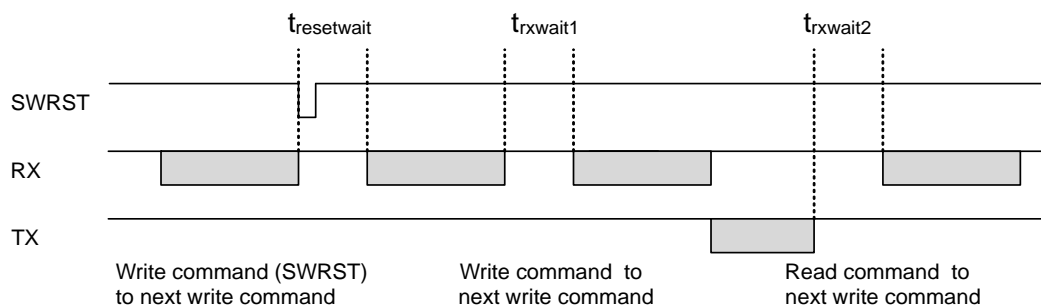 tresetwait trxwait1 trxwait2
SWRST
RX
TX
Write command (SWRST) to next write command
Write command to next write command
Read command to next write command